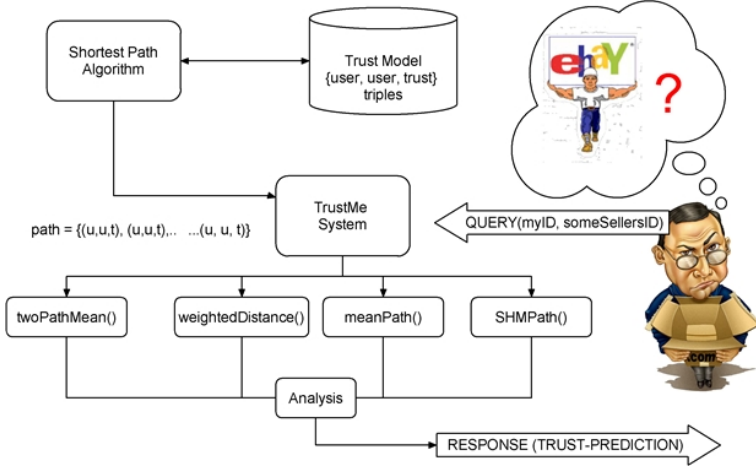 Shortest Path
Algorithm
Trust Model
{user, user, trust}
triples
ebaY
?
TrustMe
System
path = {(u,u,t), (u,u,t),.. ...(u, u, t)}
QUERY(myID, someSellersID)
twoPathMean()
weightedDistance()
meanPath()
SHMPath()
.com
Analysis
RESPONSE (TRUST-PREDICTION)